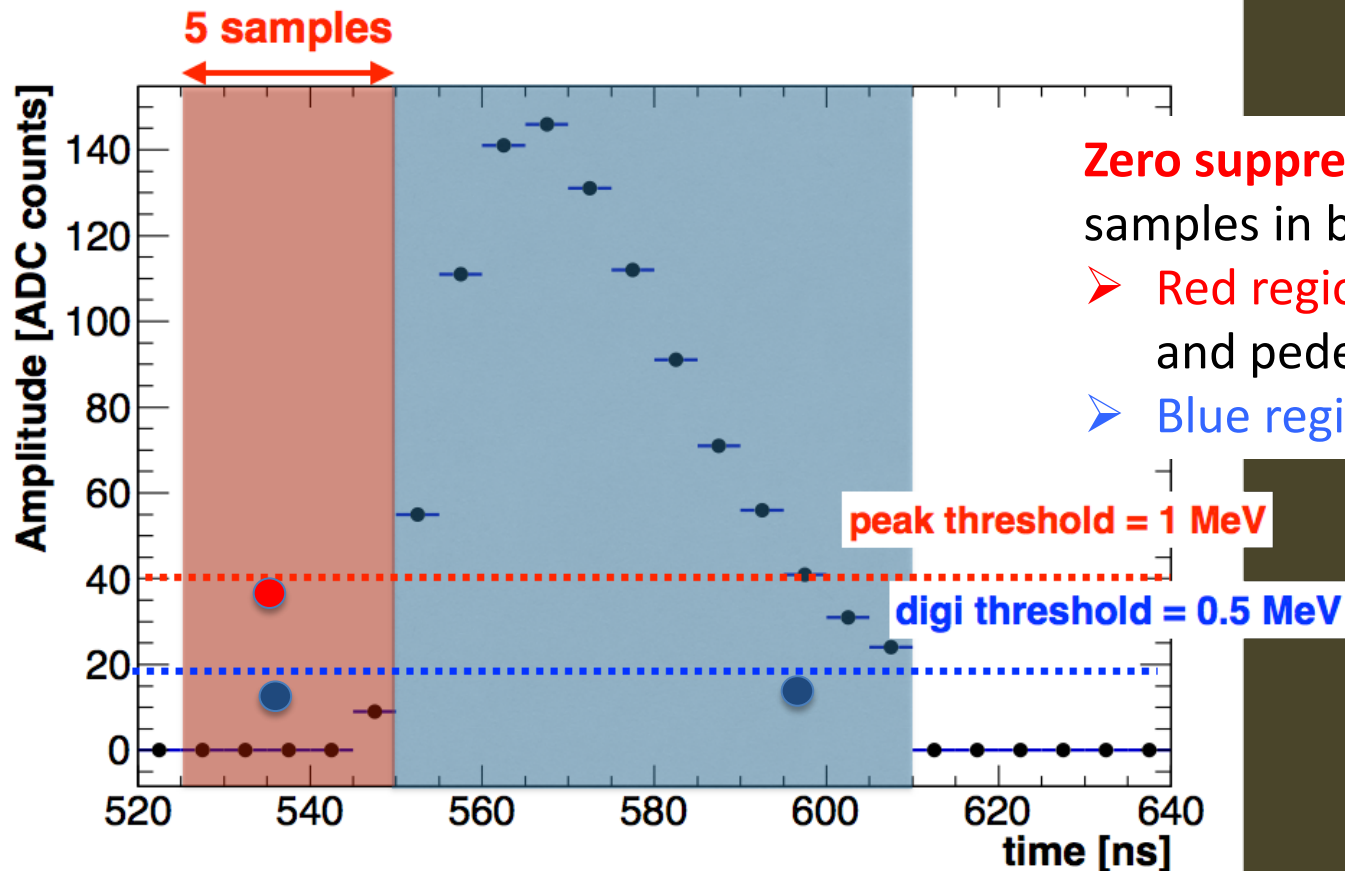 5 samples
Amplitude [ADC counts]
140
120
100
80
60
40
20
0
520 540 560 580 600 620 640
time [ns]
peak threshold = 1 MeV
digi threshold = 0.5 MeV
Zero suppre
samples in b
Red regio
and pede
Blue regi